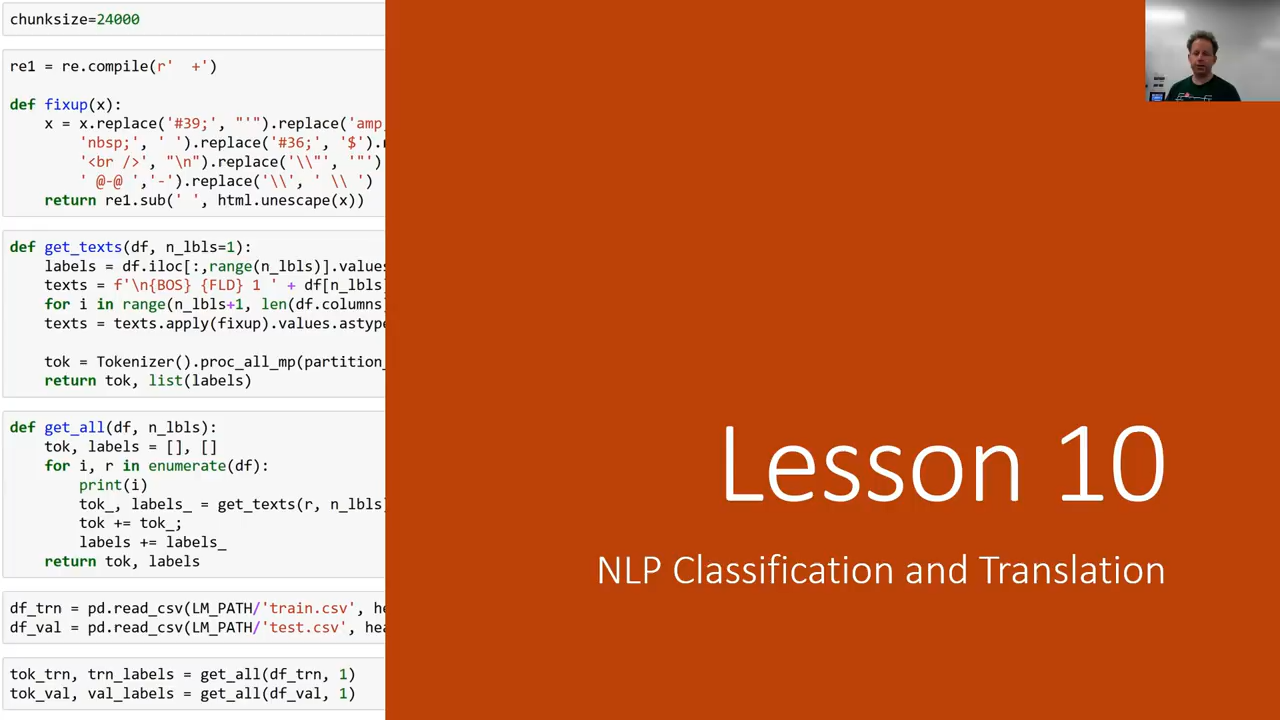 chunksize=24000
re1 = re.compile(r'  +')
def fixup(x):
    x = x.replace('#39;', "'").replace('amp;
        'nbsp;', ' ').replace('#36;', '$').r
        '<br />', "\n").replace('\\"', '"')
        ' @-@ ','-').replace('\\', ' \\ ')
    return re1.sub(' ', html.unescape(x))
def get_texts(df, n_lbls=1):
    labels = df.iloc[:,range(n_lbls)].values
    texts = f'\n{BOS} {FLD} 1 ' + df[n_lbls]
    for i in range(n_lbls+1, len(df.columns)
    texts = texts.apply(fixup).values.astype
    tok = Tokenizer().proc_all_mp(partition_
    return tok, list(labels)
def get_all(df, n_lbls):
    tok, labels = [], []
    for i, r in enumerate(df):
        print(i)
        tok_, labels_ = get_texts(r, n_lbls)
        tok += tok_;
        labels += labels_
    return tok, labels
df_trn = pd.read_csv(LM_PATH/'train.csv', he
df_val = pd.read_csv(LM_PATH/'test.csv', hea
tok_trn, trn_labels = get_all(df_trn, 1)
tok_val, val_labels = get_all(df_val, 1)
Lesson 10
NLP Classification and Translation